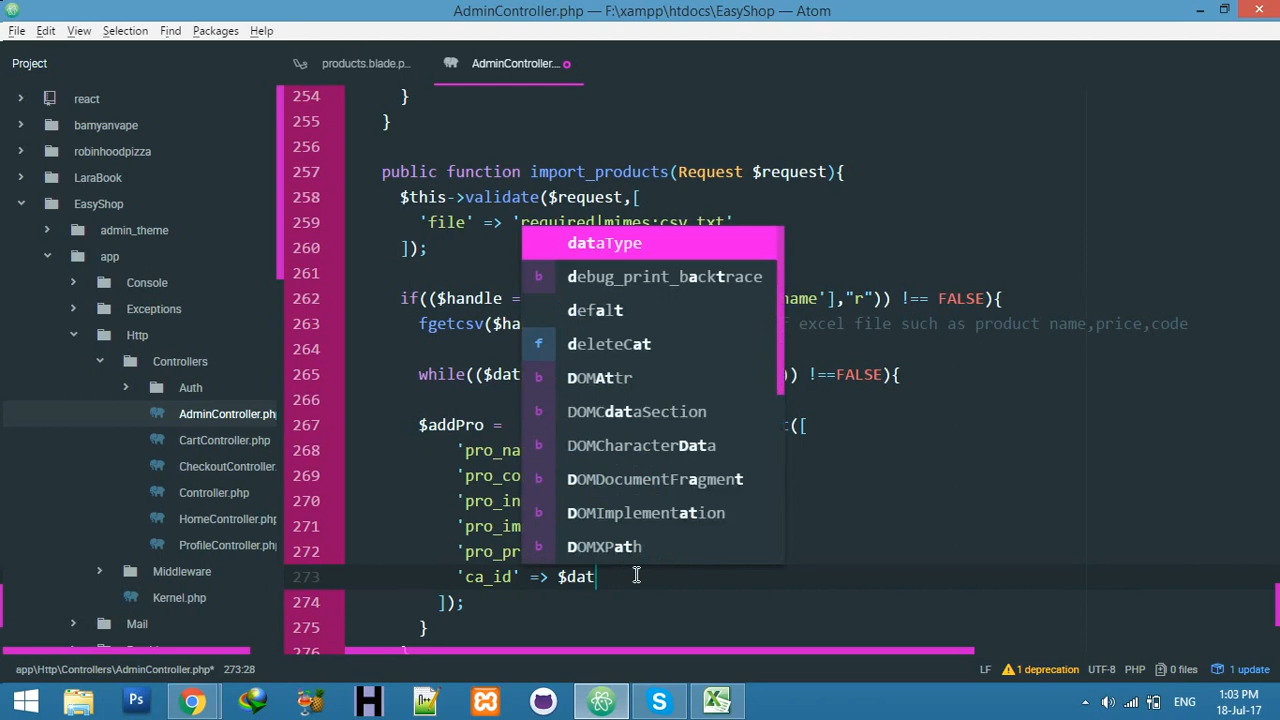 AdminController.php — F:\xampp\htdocs\EasyShop — Atom
File Edit View Selection Find Packages Help
Project
products.blade.p...
AdminController...
react
bamyanvape
robinhoodpizza
LaraBook
EasyShop
admin_theme
app
Console
Exceptions
Http
Controllers
Auth
AdminController.ph
CartController.php
CheckoutController.
Controller.php
HomeController.php
ProfileController.ph
Middleware
Kernel.php
Mail
254 }
255 }
256
257 public function import_products(Request $request){
258 $this->validate($request,[
259 'file' => 'required|mimes:csv,txt'
260 ]);
261
262 if(($handle = name'],"r")) !== FALSE){
263 fgetcsv($ha f excel file such as product name,price,code
264
265 while(($dat )) !==FALSE){
266
267 $addPro = t([
268 'pro_na
269 'pro_co
270 'pro_in
271 'pro_im
272 'pro_pr
273 'ca_id' => $dat
274 ]);
275 }
276 }
dataType
b debug_print_backtrace
defalt
f deleteCat
b DOMAttr
b DOMCdataSection
b DOMCharacterData
b DOMDocumentFragment
b DOMImplementation
b DOMXPath
app\Http\Controllers\AdminController.php* 273:28
LF 1 deprecation UTF-8 PHP 0 files 1 update
Ps
ENG
1:03 PM
18-Jul-17